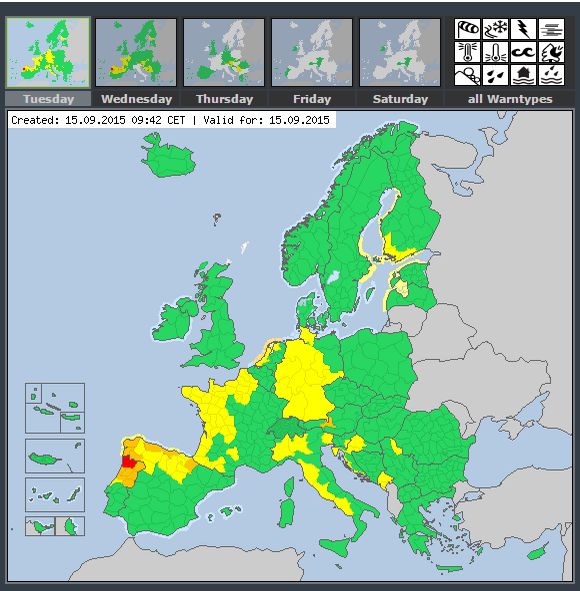 Tuesday Wednesday Thursday Friday Saturday all Warntypes
Created: 15.09.2015 09:42 CET | Valid for: 15.09.2015